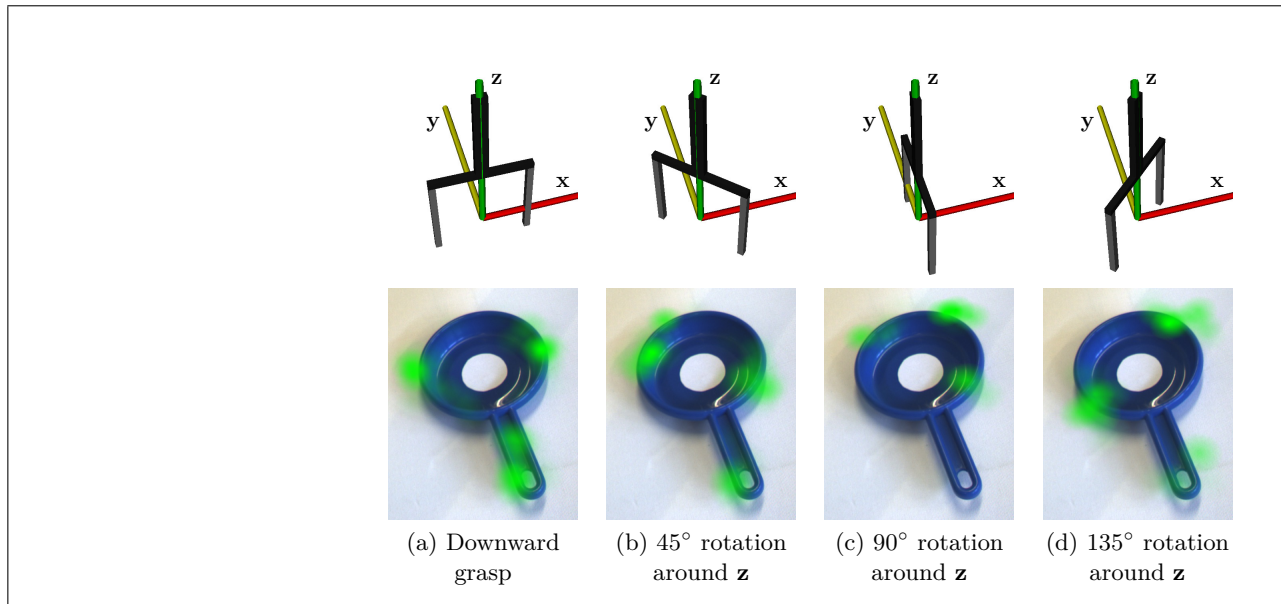 z
y
x
z
y
x
z
y
x
z
y
x
(a) Downward
grasp
(b) 45° rotation
around z
(c) 90° rotation
around z
(d) 135° rotation
around z